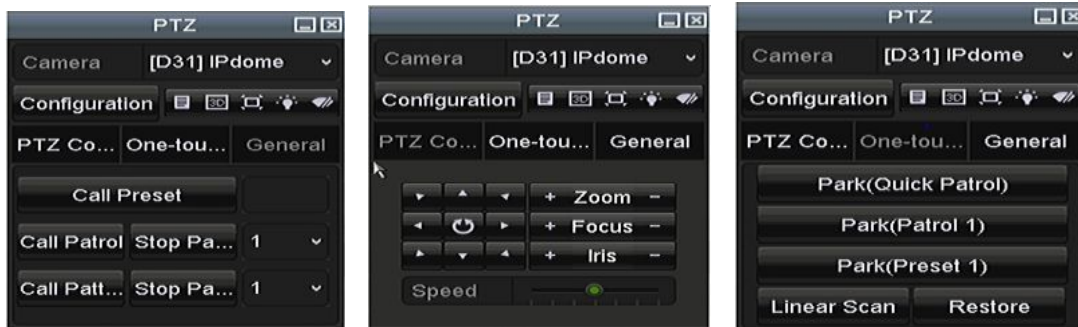 PTZ
Camera [D31] IPdome
Configuration 3D
PTZ Co... One-tou... General
Call Preset
Call Patrol Stop Pa... 1
Call Patt... Stop Pa... 1
PTZ
Camera [D31] IPdome
Configuration 3D
PTZ Co... One-tou... General
+ Zoom -
+ Focus -
+ Iris -
Speed
PTZ
Camera [D31] IPdome
Configuration 3D
PTZ Co... One-tou... General
Park(Quick Patrol)
Park(Patrol 1)
Park(Preset 1)
Linear Scan Restore